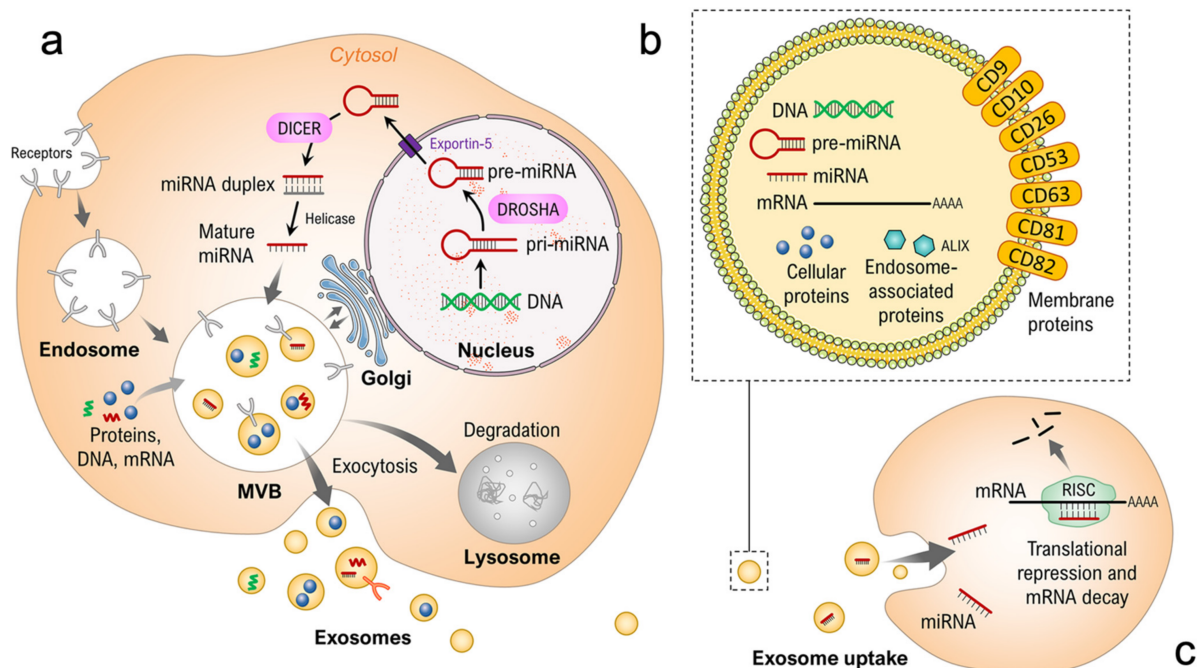 a
Cytosol
DICER
Exportin-5
Receptors
miRNA duplex
pre-miRNA
Helicase
DROSHA
Mature
miRNA
pri-miRNA
DNA
Nucleus
Endosome
Golgi
Proteins,
DNA, mRNA
MVB
Exocytosis
Degradation
Lysosome
Exosomes
b
DNA
pre-miRNA
miRNA
mRNA
AAAA
Cellular
proteins
ALIX
Endosome-
associated
proteins
CD9
CD10
CD26
CD53
CD63
CD81
CD82
Membrane
proteins
mRNA
RISC
AAAA
Translational
repression and
mRNA decay
miRNA
Exosome uptake
c